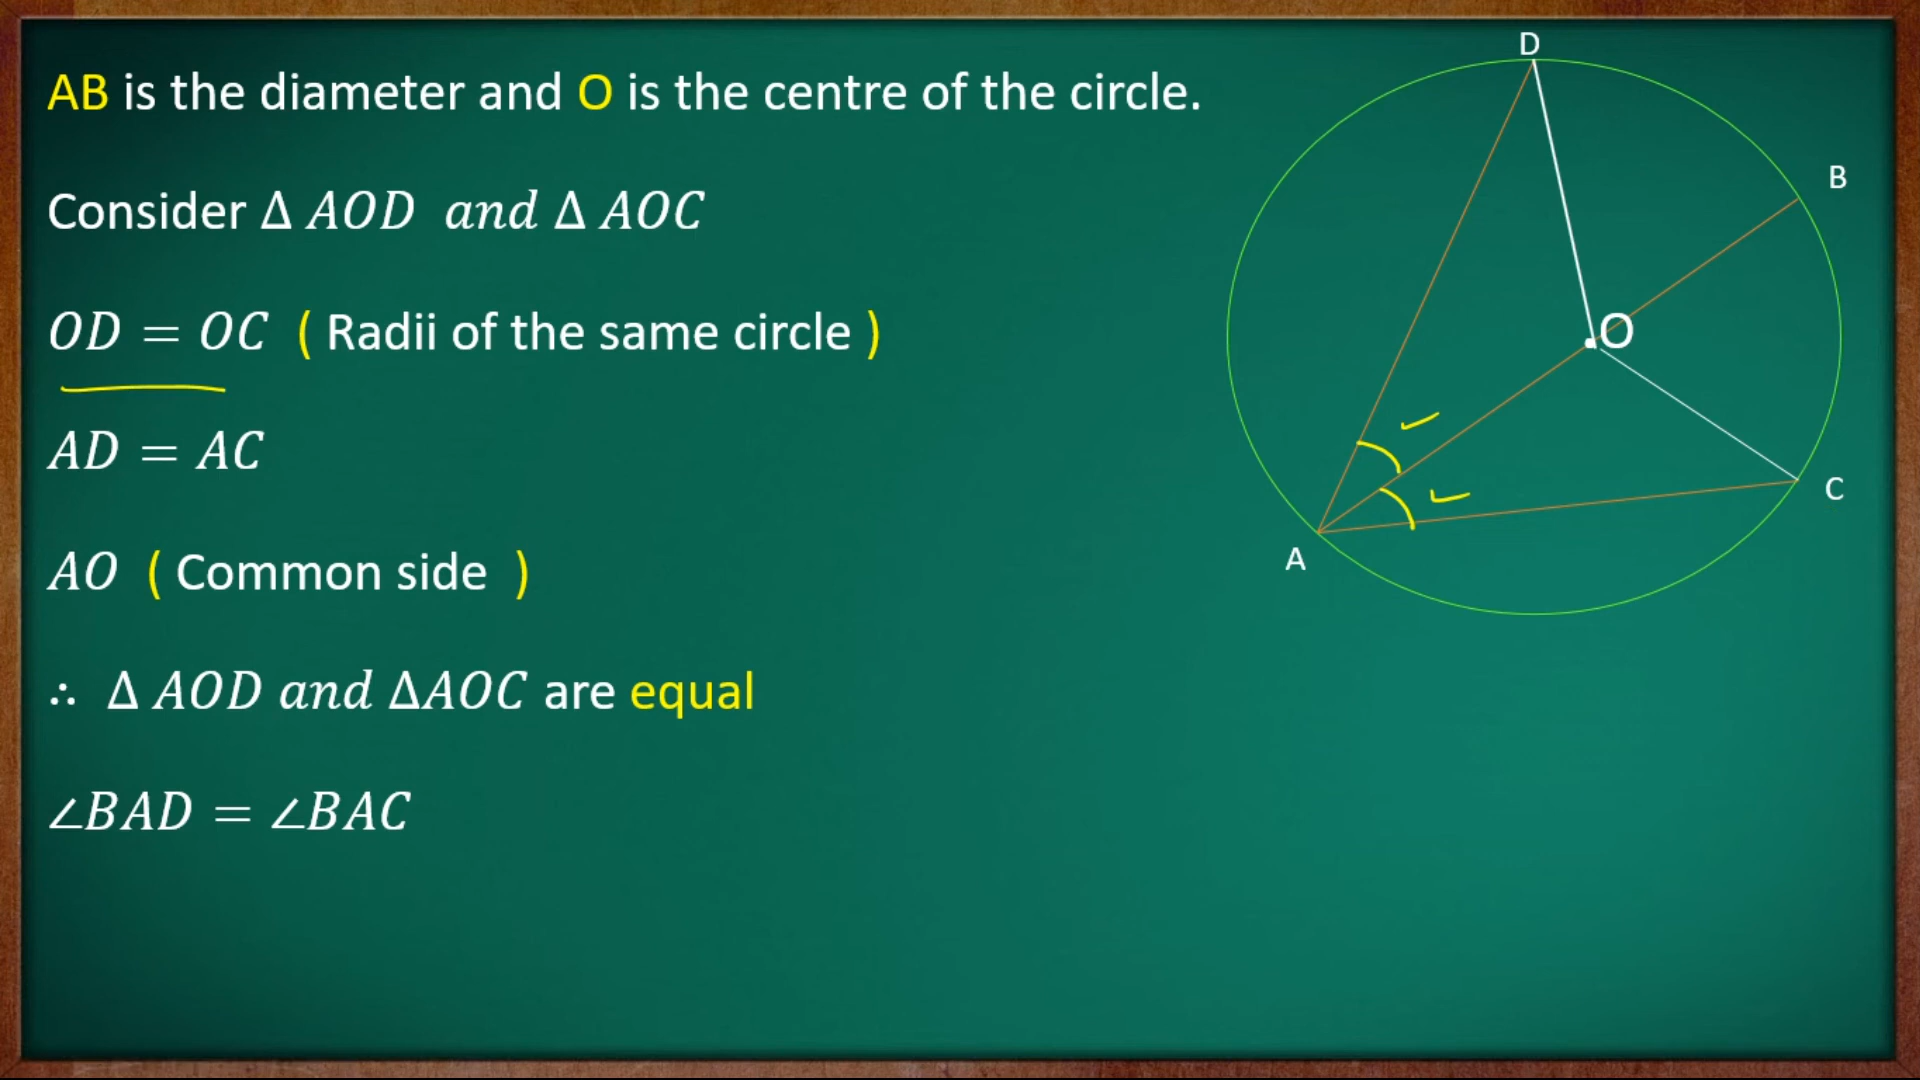 AB is the diameter and O is the centre of the circle.
Consider Δ AOD and Δ AOC
OD = OC ( Radii of the same circle )
AD = AC
AO ( Common side )
∴ Δ AOD and ΔAOC are equal
∠BAD = ∠BAC
D
B
O
C
A